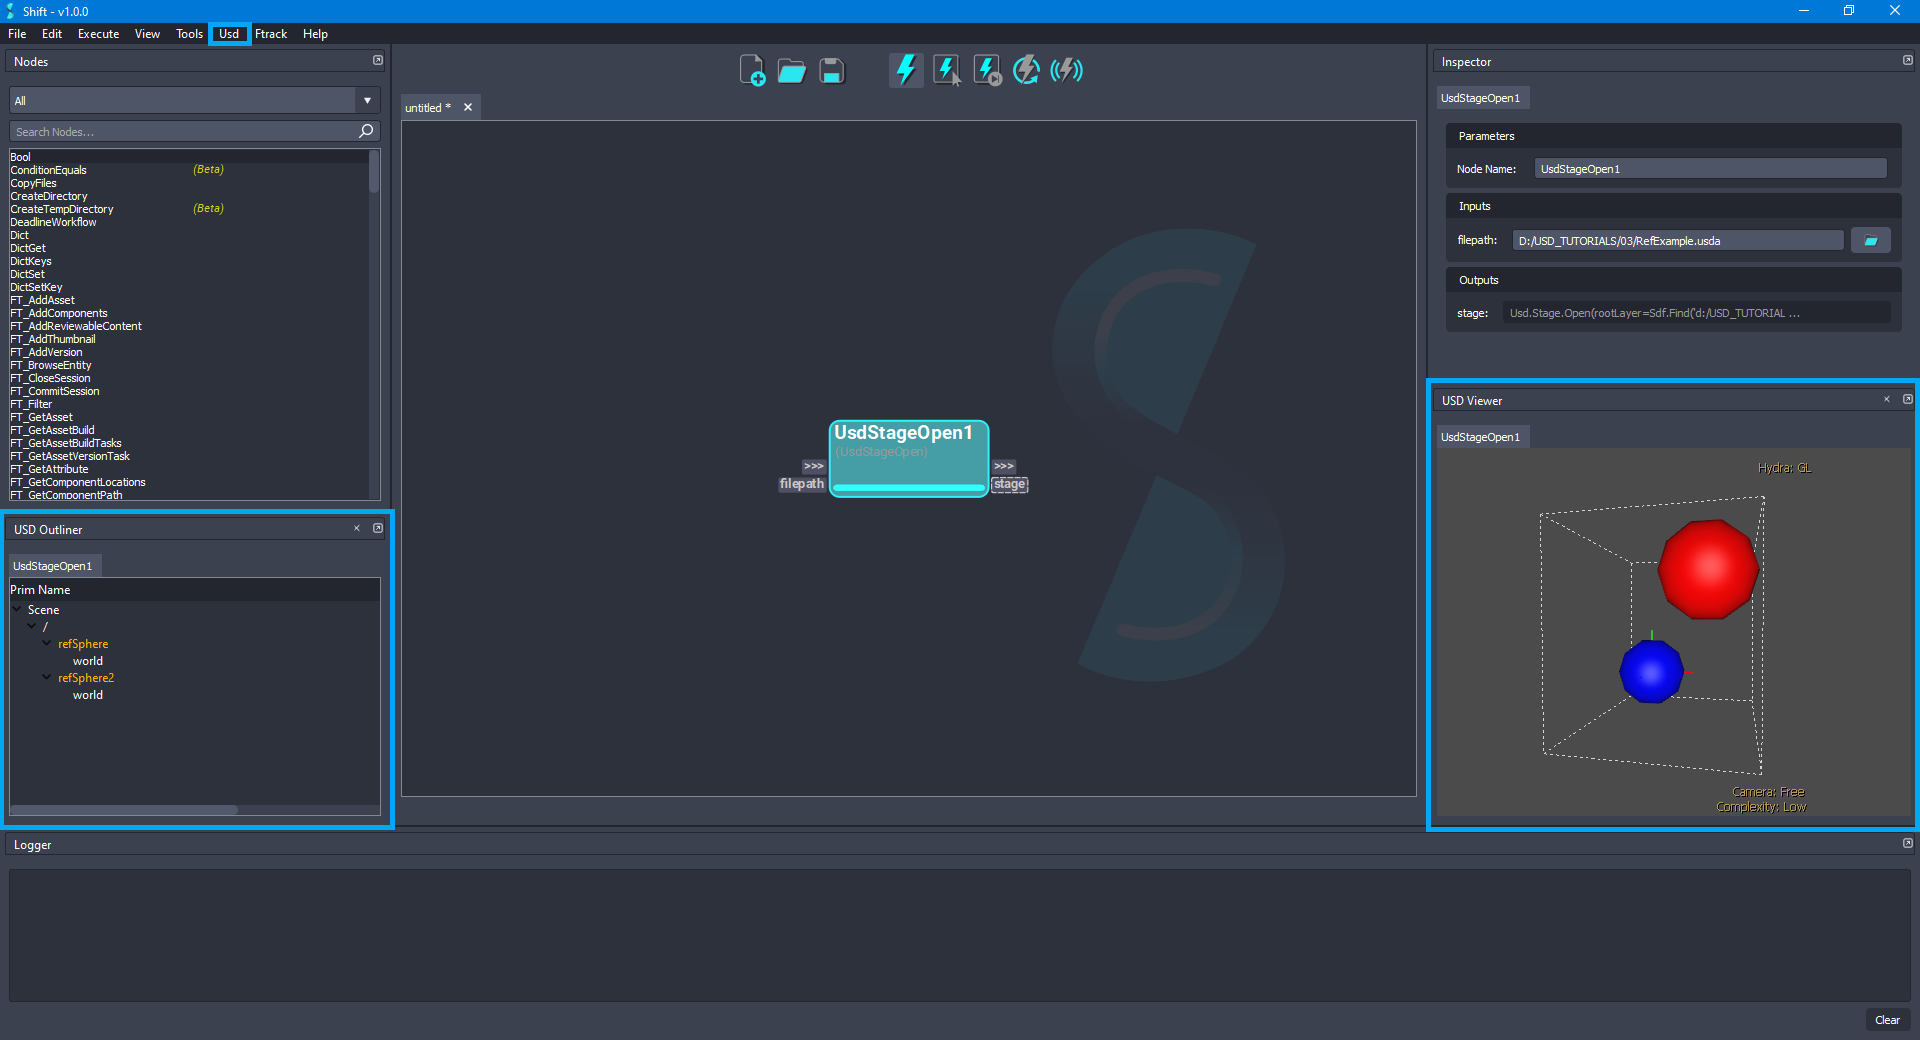 Shift - v1.0.0
File Edit Execute View Tools Usd Ftrack Help
Nodes
All
Search Nodes...
Bool
ConditionEquals (Beta)
CopyFiles
CreateDirectory
CreateTempDirectory (Beta)
DeadlineWorkflow
Dict
DictGet
DictKeys
DictSet
DictSetKey
FT_AddAsset
FT_AddComponents
FT_AddReviewableContent
FT_AddThumbnail
FT_AddVersion
FT_BrowseEntity
FT_CloseSession
FT_CommitSession
FT_Filter
FT_GetAsset
FT_GetAssetBuild
FT_GetAssetBuildTasks
FT_GetAssetVersionTask
FT_GetAttribute
FT_GetComponentLocations
FT_GetComponentPath
USD Outliner
UsdStageOpen1
Prim Name
Scene
/
refSphere
world
refSphere2
world
untitled *
UsdStageOpen1
(UsdStageOpen)
>>> >>>
filepath stage
Inspector
UsdStageOpen1
Parameters
Node Name: UsdStageOpen1
Inputs
filepath: D:/USD_TUTORIALS/03/RefExample.usda
Outputs
stage: Usd.Stage.Open(rootLayer=Sdf.Find('d:/USD_TUTORIAL ...
USD Viewer
UsdStageOpen1
Hydra: GL
Camera: Free
Complexity: Low
Logger
Clear